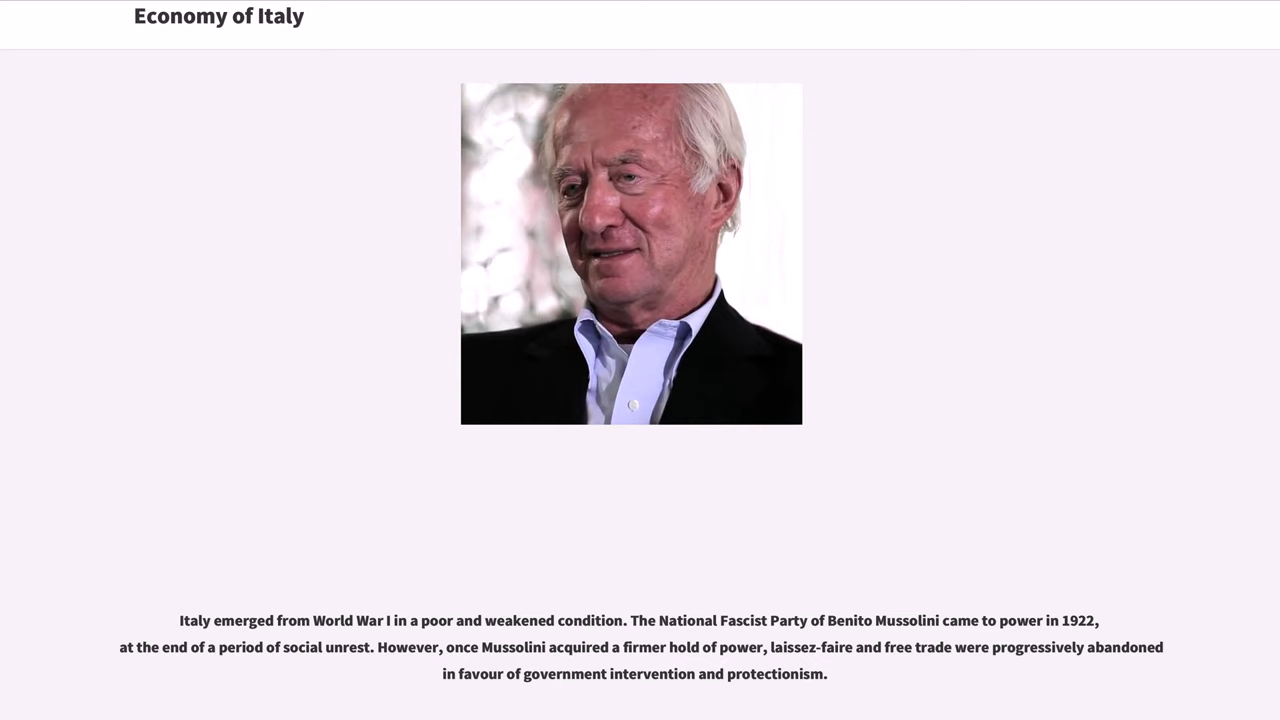 Economy of Italy
Italy emerged from World War I in a poor and weakened condition. The National Fascist Party of Benito Mussolini came to power in 1922,
at the end of a period of social unrest. However, once Mussolini acquired a firmer hold of power, laissez-faire and free trade were progressively abandoned
in favour of government intervention and protectionism.